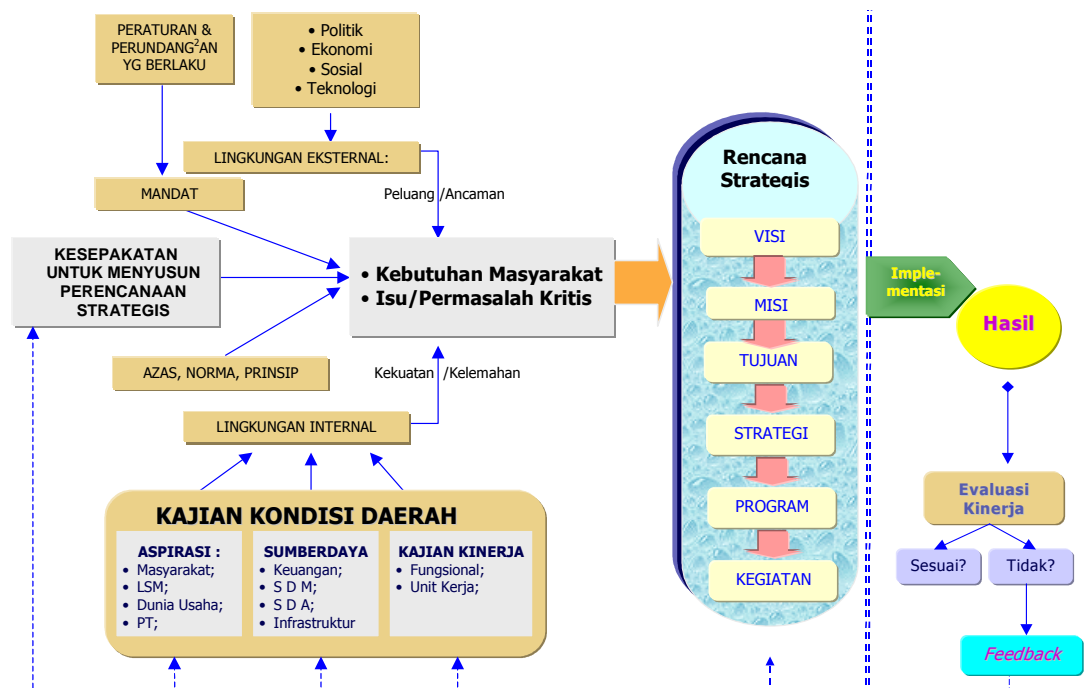 PERATURAN &
PERUNDANG²AN
YG BERLAKU
• Politik
• Ekonomi
• Sosial
• Teknologi
LINGKUNGAN EKSTERNAL:
MANDAT
Peluang /Ancaman
KESEPAKATAN
UNTUK MENYUSUN
PERENCANAAN
STRATEGIS
• Kebutuhan Masyarakat
• Isu/Permasalah Kritis
AZAS, NORMA, PRINSIP
Kekuatan /Kelemahan
LINGKUNGAN INTERNAL
KAJIAN KONDISI DAERAH
ASPIRASI :
• Masyarakat;
• LSM;
• Dunia Usaha;
• PT;
SUMBERDAYA
• Keuangan;
• S D M;
• S D A;
• Infrastruktur
KAJIAN KINERJA
• Fungsional;
• Unit Kerja;
Rencana
Strategis
VISI
MISI
TUJUAN
STRATEGI
PROGRAM
KEGIATAN
Imple-
mentasi
Hasil
Evaluasi
Kinerja
Sesuai?
Tidak?
Feedback